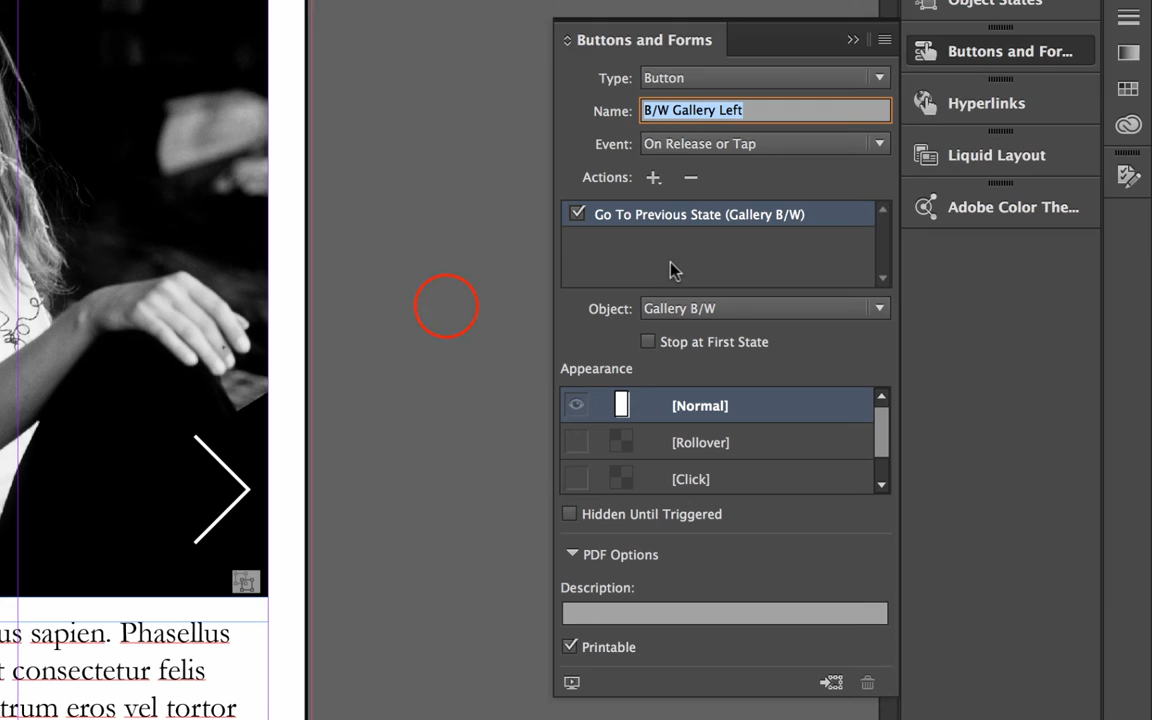 Object States
Buttons and Forms
Buttons and For...
Type: Button
Hyperlinks
Name: B/W Gallery Left
Event: On Release or Tap
Liquid Layout
Actions:
Adobe Color The...
Go To Previous State (Gallery B/W)
Object: Gallery B/W
Stop at First State
Appearance
[Normal]
[Rollover]
[Click]
Hidden Until Triggered
PDF Options
Description:
Printable
us sapien. Phasellus
t consectetur felis
trum eros vel tortor